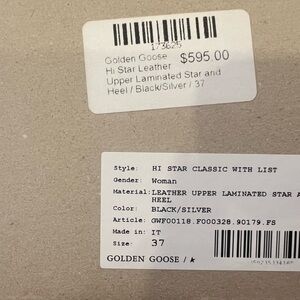 173625
Golden Goose $595.00
Hi Star Leather
Upper Laminated Star and
Heel / Black/Silver / 37
Style: HI STAR CLASSIC WITH LIST
Gender: Woman
Material: LEATHER UPPER LAMINATED STAR A
HEEL
Color: BLACK/SILVER
Article: GWF00118.F000328.90179.FS
Made in: IT
Size: 37
GOLDEN GOOSE / k